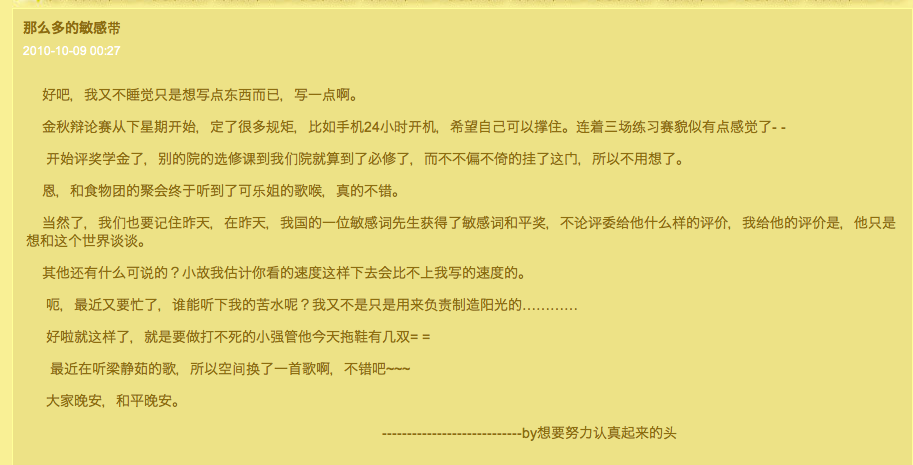 那么多的敏感带
2010-10-09 00:27
好吧，我又不睡觉只是想写点东西而已，写一点啊。
金秋辩论赛从下星期开始，定了很多规矩，比如手机24小时开机，希望自己可以撑住。连着三场练习赛貌似有点感觉了- -
开始评奖学金了，别的院的选修课到我们院就算到了必修了，而不不偏不倚的挂了这门，所以不用想了。
恩，和食物团的聚会终于听到了可乐姐的歌喉，真的不错。
当然了，我们也要记住昨天，在昨天，我国的一位敏感词先生获得了敏感词和平奖，不论评委给他什么样的评价，我给他的评价是，他只是
想和这个世界谈谈。
其他还有什么可说的？小故我估计你看的速度这样下去会比不上我写的速度的。
呃，最近又要忙了，谁能听下我的苦水呢？我又不是只是用来负责制造阳光的…………
好啦就这样了，就是要做打不死的小强管他今天拖鞋有几双= =
最近在听梁静茹的歌，所以空间换了一首歌啊，不错吧~~~
大家晚安，和平晚安。
----------------------------by想要努力认真起来的头